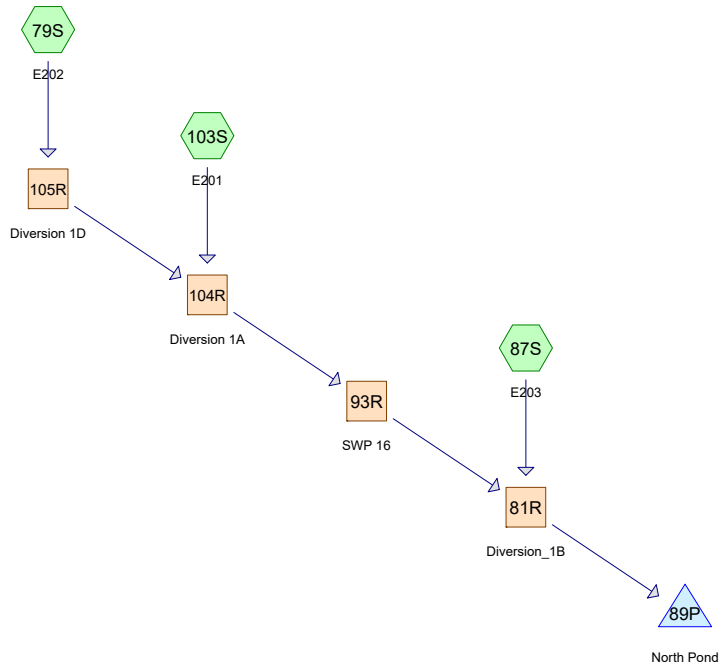 79S
E202
103S
E201
105R
Diversion 1D
104R
Diversion 1A
87S
E203
93R
SWP 16
81R
Diversion_1B
89P
North Pond